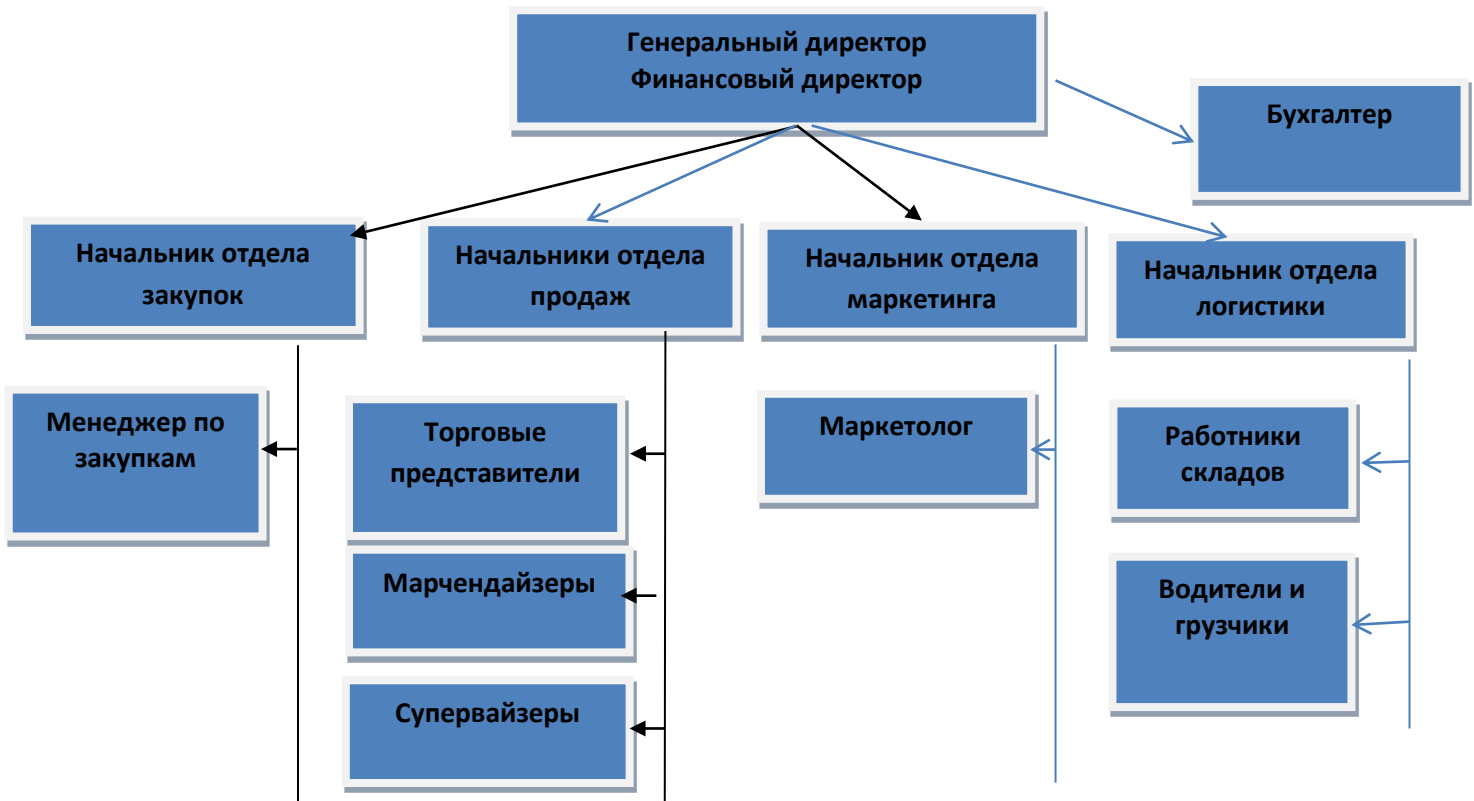 Генеральный директор
Финансовый директор
Бухгалтер
Начальник отдела
закупок
Начальники отдела
продаж
Начальник отдела
маркетинга
Начальник отдела
логистики
Менеджер по
закупкам
Торговые
представители
Марчендайзеры
Супервайзеры
Маркетолог
Работники
складов
Водители и
грузчики